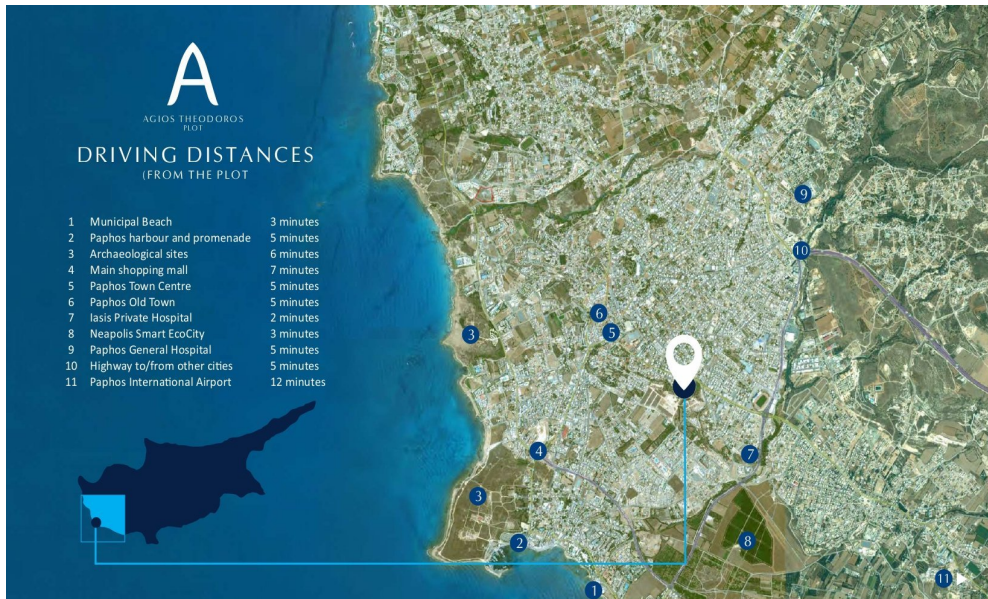 A
AGIOS THEODOROS
PLOT
DRIVING DISTANCES
(FROM THE PLOT
1 Municipal Beach 3 minutes
2 Paphos harbour and promenade 5 minutes
3 Archaeological sites 6 minutes
4 Main shopping mall 7 minutes
5 Paphos Town Centre 5 minutes
6 Paphos Old Town 5 minutes
7 Iasis Private Hospital 2 minutes
8 Neapolis Smart EcoCity 3 minutes
9 Paphos General Hospital 5 minutes
10 Highway to/from other cities 5 minutes
11 Paphos International Airport 12 minutes
9
10
6
5
3
4
7
3
2
8
11
1